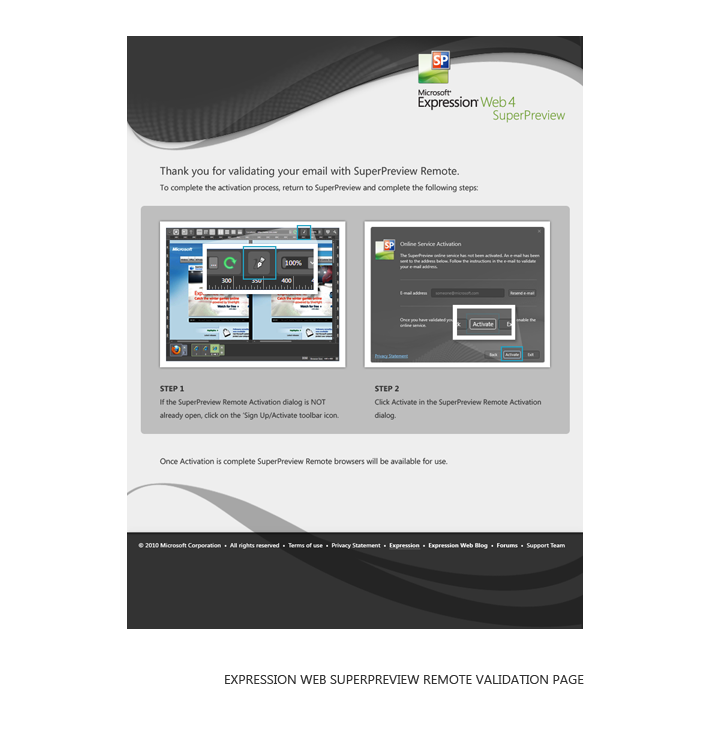 SP
Microsoft®
Expression® Web 4
SuperPreview
Thank you for validating your email with SuperPreview Remote.
To complete the activation process, return to SuperPreview and complete the following steps:
Microsoft
100%
300 350 400
SP
Online Service Activation
The SuperPreview online service has not been activated. An e-mail has been
sent to the address below. Follow the instructions in the e-mail to validate
your e-mail address.
E-mail address someone@microsoft.com Resend e-mail
Once you have validated you enable the
online service.
Activate
Privacy Statement Back Activate Exit
STEP 1
If the SuperPreview Remote Activation dialog is NOT
already open, click on the 'Sign Up/Activate toolbar icon.
STEP 2
Click Activate in the SuperPreview Remote Activation
dialog.
Once Activation is complete SuperPreview Remote browsers will be available for use.
© 2010 Microsoft Corporation • All rights reserved • Terms of use • Privacy Statement • Expression • Expression Web Blog • Forums • Support Team
EXPRESSION WEB SUPERPREVIEW REMOTE VALIDATION PAGE